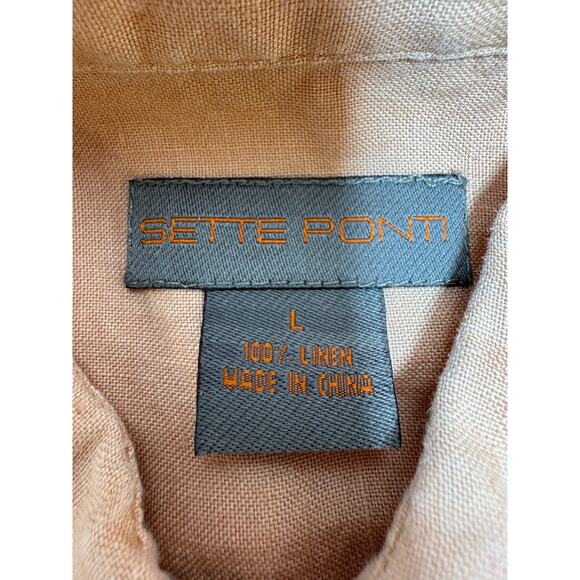 SETTE PONTI
L
100% LINEN
MADE IN CHINA